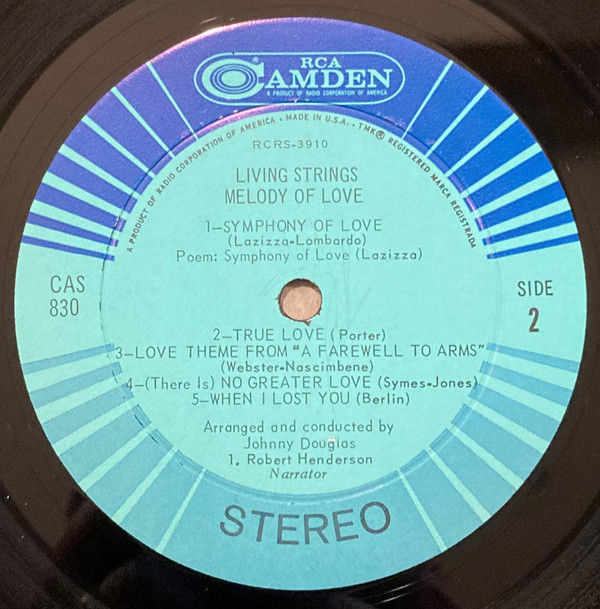 RCA
CAMDEN
A PRODUCT OF RADIO CORPORATION OF AMERICA
A PRODUCT OF RADIO CORPORATION OF AMERICA • MADE IN U.S.A. • TMK® REGISTERED MARCA REGISTRADA
RCRS-3910
LIVING STRINGS
MELODY OF LOVE
1—SYMPHONY OF LOVE
(Lazizza-Lombardo)
Poem: Symphony of Love (Lazizza)
CAS
830
SIDE
2
2—TRUE LOVE (Porter)
3—LOVE THEME FROM "A FAREWELL TO ARMS"
(Webster-Nascimbene)
4—(There Is) NO GREATER LOVE (Symes-Jones)
5—WHEN I LOST YOU (Berlin)
Arranged and conducted by
Johnny Douglas
1. Robert Henderson
Narrator
STEREO